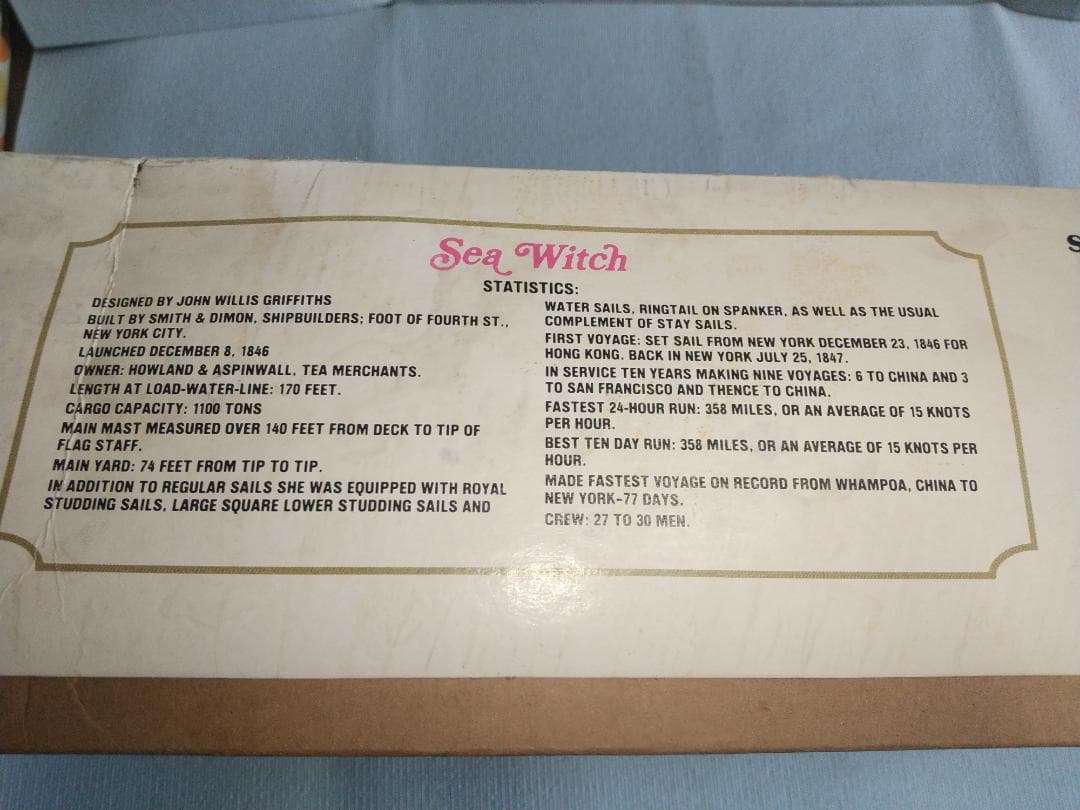 Sea Witch
STATISTICS:
DESIGNED BY JOHN WILLIS GRIFFITHS
BUILT BY SMITH & DIMON, SHIPBUILDERS; FOOT OF FOURTH ST.,
NEW YORK CITY.
LAUNCHED DECEMBER 8, 1846
OWNER: HOWLAND & ASPINWALL, TEA MERCHANTS.
LENGTH AT LOAD-WATER-LINE: 170 FEET.
CARGO CAPACITY: 1100 TONS
MAIN MAST MEASURED OVER 140 FEET FROM DECK TO TIP OF
FLAG STAFF.
MAIN YARD: 74 FEET FROM TIP TO TIP.
IN ADDITION TO REGULAR SAILS SHE WAS EQUIPPED WITH ROYAL
STUDDING SAILS, LARGE SQUARE LOWER STUDDING SAILS AND
WATER SAILS, RINGTAIL ON SPANKER, AS WELL AS THE USUAL
COMPLEMENT OF STAY SAILS.
FIRST VOYAGE: SET SAIL FROM NEW YORK DECEMBER 23, 1846 FOR
HONG KONG. BACK IN NEW YORK JULY 25, 1847.
IN SERVICE TEN YEARS MAKING NINE VOYAGES: 6 TO CHINA AND 3
TO SAN FRANCISCO AND THENCE TO CHINA.
FASTEST 24-HOUR RUN: 358 MILES, OR AN AVERAGE OF 15 KNOTS
PER HOUR.
BEST TEN DAY RUN: 358 MILES, OR AN AVERAGE OF 15 KNOTS PER
HOUR.
MADE FASTEST VOYAGE ON RECORD FROM WHAMPOA, CHINA TO
NEW YORK-77 DAYS.
CREW: 27 TO 30 MEN.